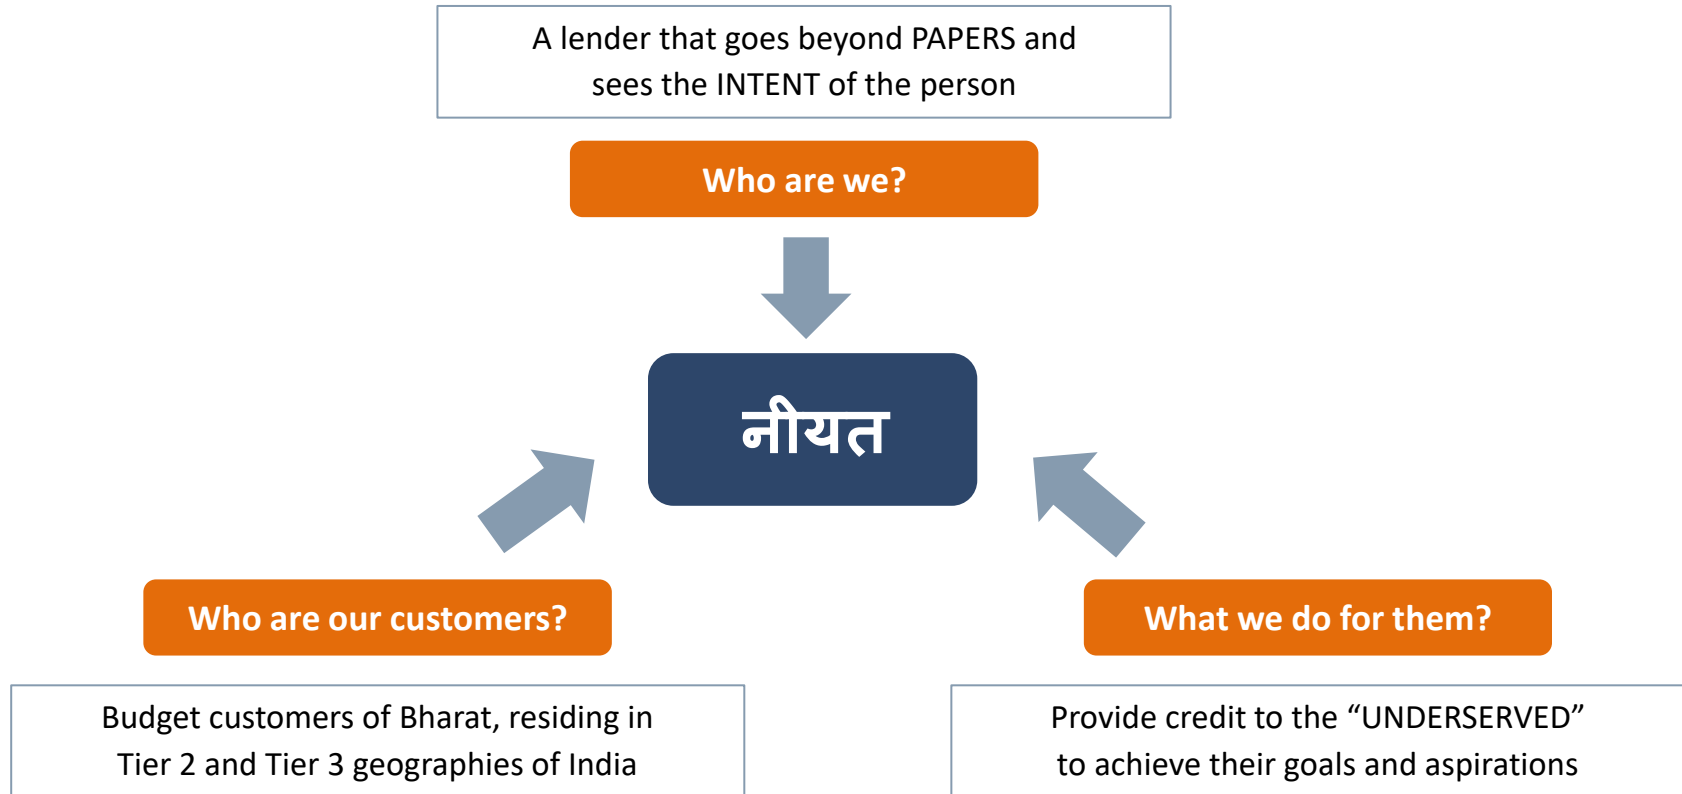 A lender that goes beyond PAPERS and
sees the INTENT of the person
Who are we?
नीयत
Who are our customers?
Budget customers of Bharat, residing in
Tier 2 and Tier 3 geographies of India
What we do for them?
Provide credit to the “UNDERSERVED”
to achieve their goals and aspirations